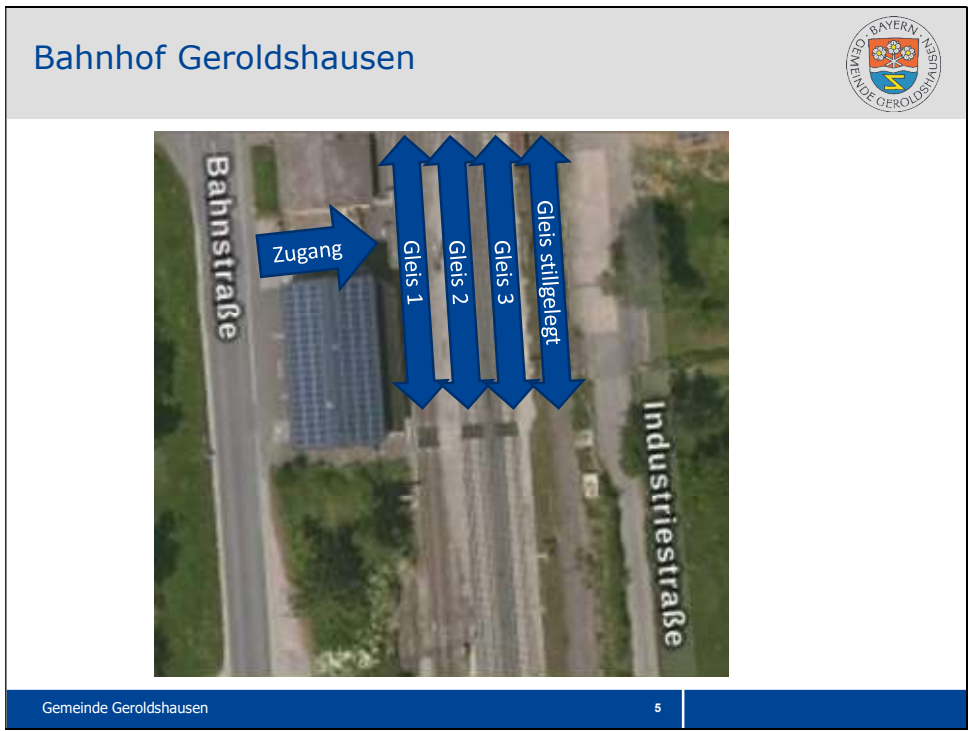 Bahnhof Geroldshausen
· BAYERN ·
GEMEINDE GEROLDSHAUSEN
Bahnstraße
Zugang
Gleis 1
Gleis 2
Gleis 3
Gleis stillgelegt
Industriestraße
Gemeinde Geroldshausen
5